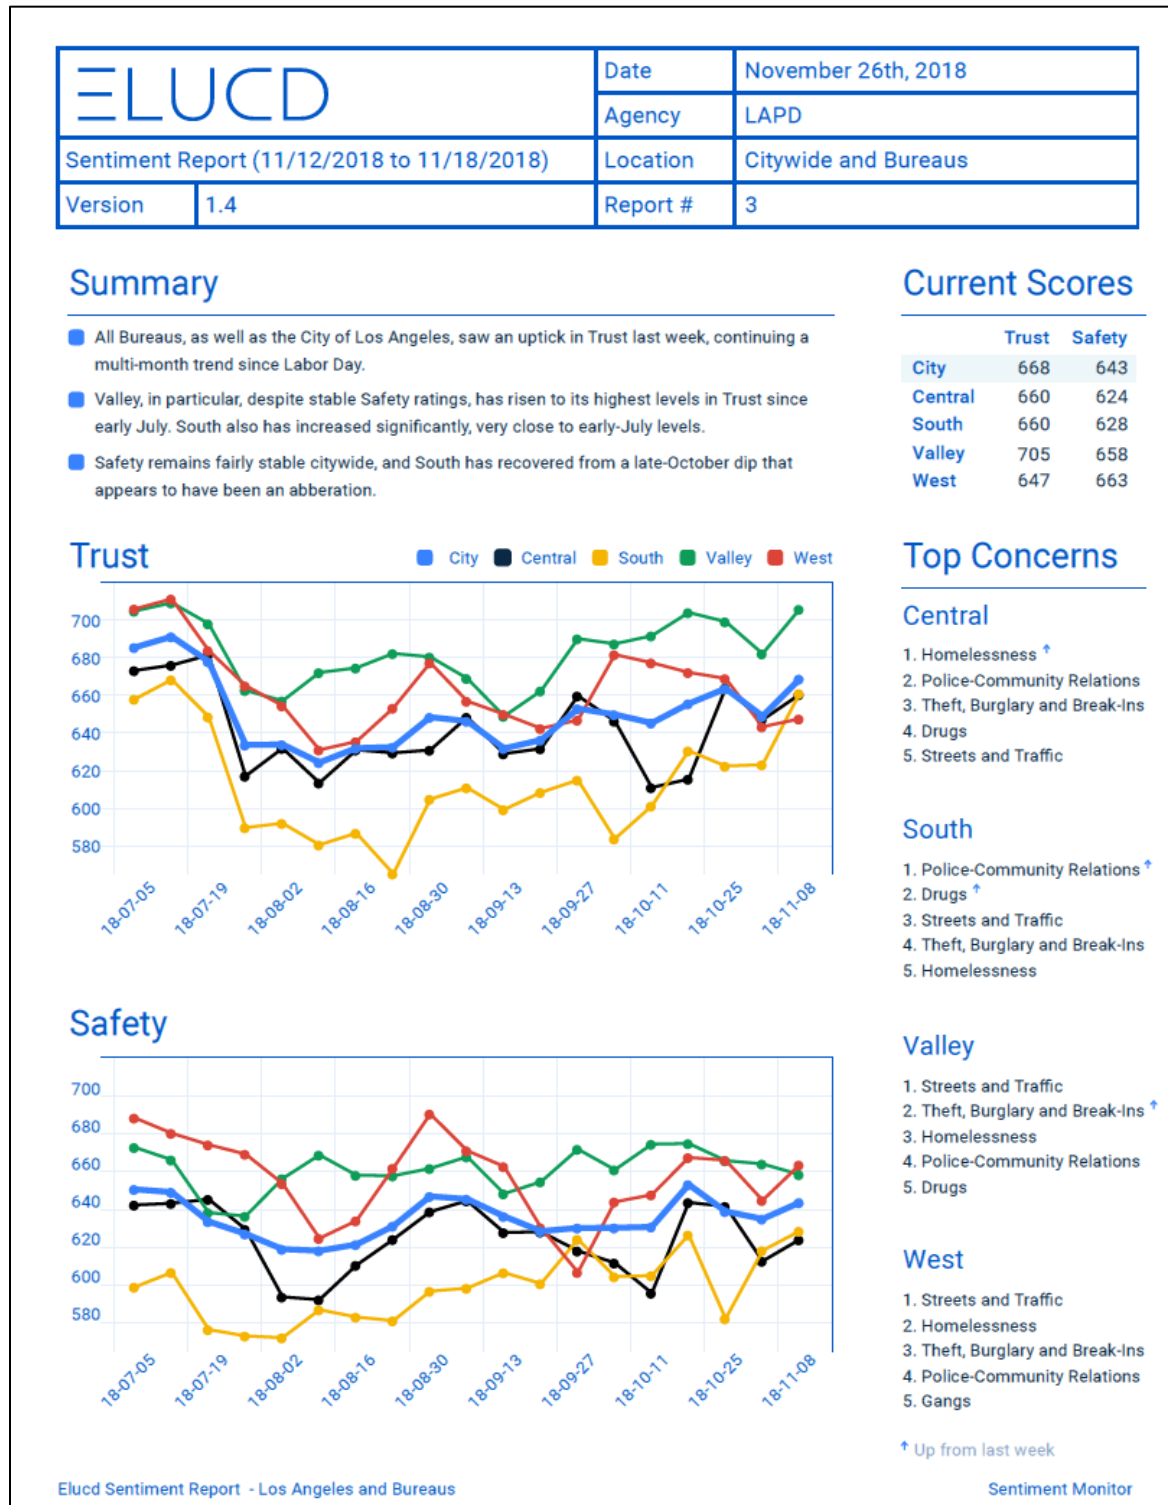 ELUCD
Date November 26th, 2018
Agency LAPD
Sentiment Report (11/12/2018 to 11/18/2018) Location Citywide and Bureaus
Version 1.4 Report # 3
Summary
All Bureaus, as well as the City of Los Angeles, saw an uptick in Trust last week, continuing a
multi-month trend since Labor Day.
Valley, in particular, despite stable Safety ratings, has risen to its highest levels in Trust since
early July. South also has increased significantly, very close to early-July levels.
Safety remains fairly stable citywide, and South has recovered from a late-October dip that
appears to have been an abberation.
Current Scores
Trust Safety
City 668 643
Central 660 624
South 660 628
Valley 705 658
West 647 663
Trust
City Central South Valley West
700
680
660
640
620
600
580
18-07-05 18-07-19 18-08-02 18-08-16 18-08-30 18-09-13 18-09-27 18-10-11 18-10-25 18-11-08
Safety
700
680
660
640
620
600
580
18-07-05 18-07-19 18-08-02 18-08-16 18-08-30 18-09-13 18-09-27 18-10-11 18-10-25 18-11-08
Top Concerns
Central
1. Homelessness ↑
2. Police-Community Relations
3. Theft, Burglary and Break-Ins
4. Drugs
5. Streets and Traffic
South
1. Police-Community Relations ↑
2. Drugs ↑
3. Streets and Traffic
4. Theft, Burglary and Break-Ins
5. Homelessness
Valley
1. Streets and Traffic
2. Theft, Burglary and Break-Ins ↑
3. Homelessness
4. Police-Community Relations
5. Drugs
West
1. Streets and Traffic
2. Homelessness
3. Theft, Burglary and Break-Ins
4. Police-Community Relations
5. Gangs
↑ Up from last week
Elucd Sentiment Report - Los Angeles and Bureaus
Sentiment Monitor